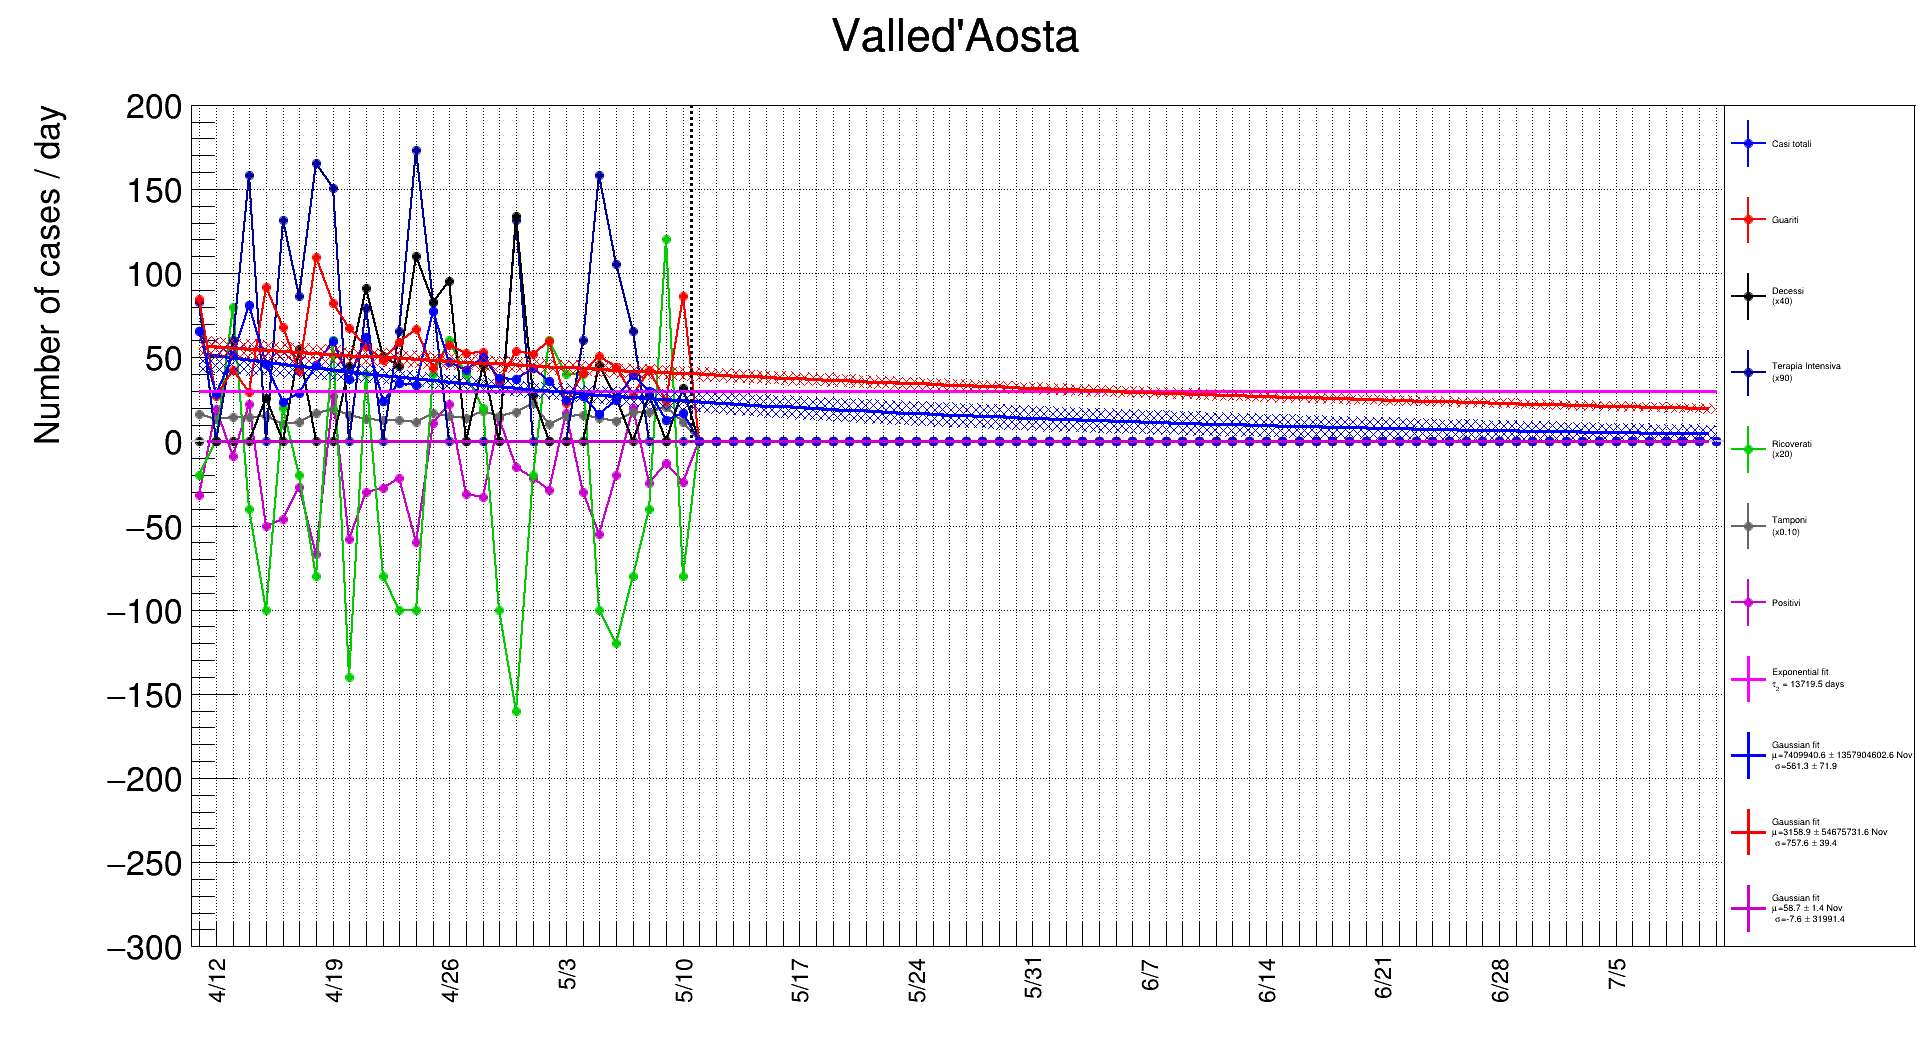 Valled'Aosta
Number of cases / day
200
150
100
50
0
−50
−100
−150
−200
−250
−300
4/12
4/19
4/26
5/3
5/10
5/17
5/24
5/31
6/7
6/14
6/21
6/28
7/5
Casi totali
Guariti
Decessi
(x40)
Terapia Intensiva
(x90)
Ricoverati
(x20)
Tamponi
(x0.10)
Positivi
Exponential fit
τ2 = 13719.5 days
Gaussian fit
μ=7409940.6 ± 1357904602.6 Nov
σ=561.3 ± 71.9
Gaussian fit
μ=3158.9 ± 54675731.6 Nov
σ=757.6 ± 39.4
Gaussian fit
μ=58.7 ± 1.4 Nov
σ=-7.6 ± 31991.4